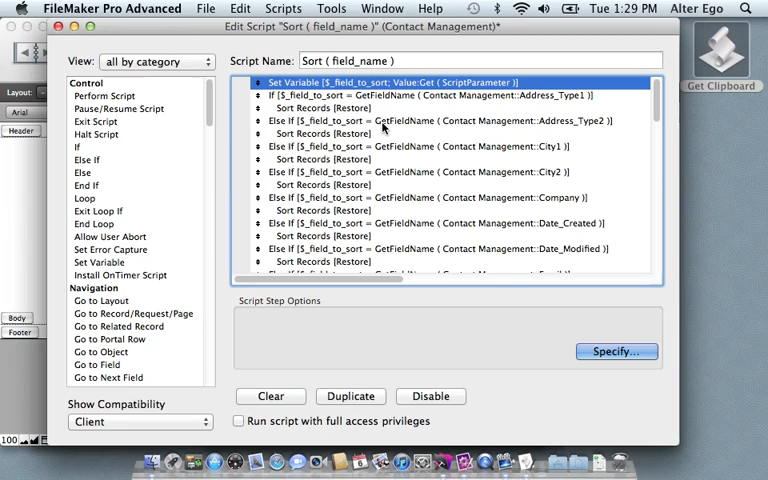 FileMaker Pro Advanced File Scripts Tools Window Help Tue 1:29 PM Alter Ego
Edit Script "Sort ( field_name )" (Contact Management)*
View: all by category
Script Name: Sort ( field_name )
Layout:
Arial
Header
Body
Footer
100
Get Clipboard
Control
Perform Script
Pause/Resume Script
Exit Script
Halt Script
If
Else If
Else
End If
Loop
Exit Loop If
End Loop
Allow User Abort
Set Error Capture
Set Variable
Install OnTimer Script
Navigation
Go to Layout
Go to Record/Request/Page
Go to Related Record
Go to Portal Row
Go to Object
Go to Field
Go to Next Field
Show Compatibility
Client
Set Variable [$_field_to_sort; Value:Get ( ScriptParameter )]
If [$_field_to_sort = GetFieldName ( Contact Management::Address_Type1 )]
Sort Records [Restore]
Else If [$_field_to_sort = GetFieldName ( Contact Management::Address_Type2 )]
Sort Records [Restore]
Else If [$_field_to_sort = GetFieldName ( Contact Management::City1 )]
Sort Records [Restore]
Else If [$_field_to_sort = GetFieldName ( Contact Management::City2 )]
Sort Records [Restore]
Else If [$_field_to_sort = GetFieldName ( Contact Management::Company )]
Sort Records [Restore]
Else If [$_field_to_sort = GetFieldName ( Contact Management::Date_Created )]
Sort Records [Restore]
Else If [$_field_to_sort = GetFieldName ( Contact Management::Date_Modified )]
Sort Records [Restore]
Script Step Options
Specify...
Clear Duplicate Disable
Run script with full access privileges